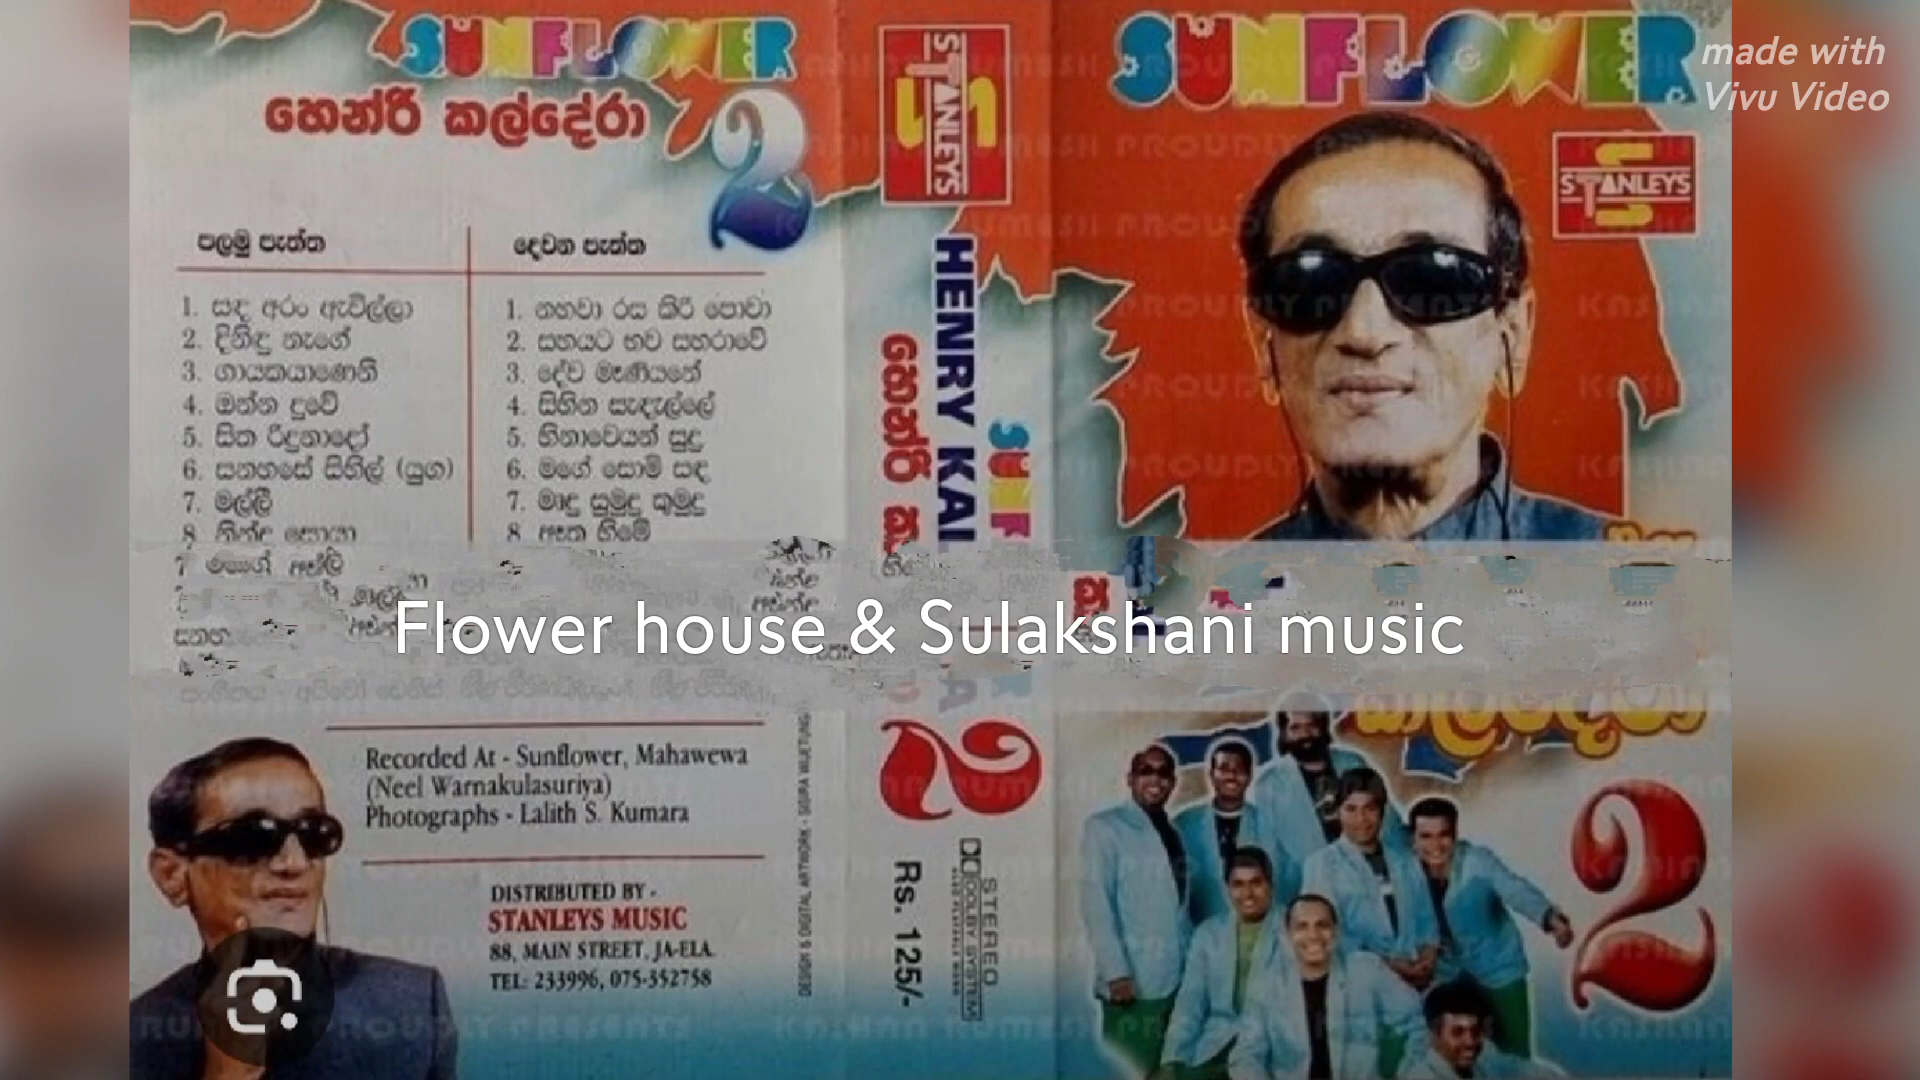 SUNFLOWER
හෙන්රි කල්දේරා
2
පලමු පැත්ත
1. සඳ අරං ඇවිල්ලා
2. දිනිඳු නැගේ
3. ගායකයාණෙනි
4. ඔන්න දුවේ
5. සිත රිදුනාදෝ
6. සනහසේ සිහිල් (යුග)
7. මල්ලී
8 නින්ද සොයා
දෙවන පැත්ත
1. නහවා රස කිරි පොවා
2. සහයට භව සහරාවේ
3. දේව මෑණියනේ
4. සිහින සැඳැල්ලේ
5. හිනාවෙයන් සුදු
6. මගේ සොමි සඳ
7. මාදු සුමුදු කුමුදු
8 ඈත හිමේ
Recorded At - Sunflower, Mahawewa
(Neel Warnakulasuriya)
Photographs - Lalith S. Kumara
DISTRIBUTED BY -
STANLEYS MUSIC
88, MAIN STREET, JA-ELA.
TEL: 233996, 075-352758
STANLEYS
HENRY KAL
හෙන්රි
SUNF
2
Rs. 125/-
STEREO
DOLBY SYSTEM
SUNFLOWER
STANLEYS
2
made with
Vivu Video
Flower house & Sulakshani music